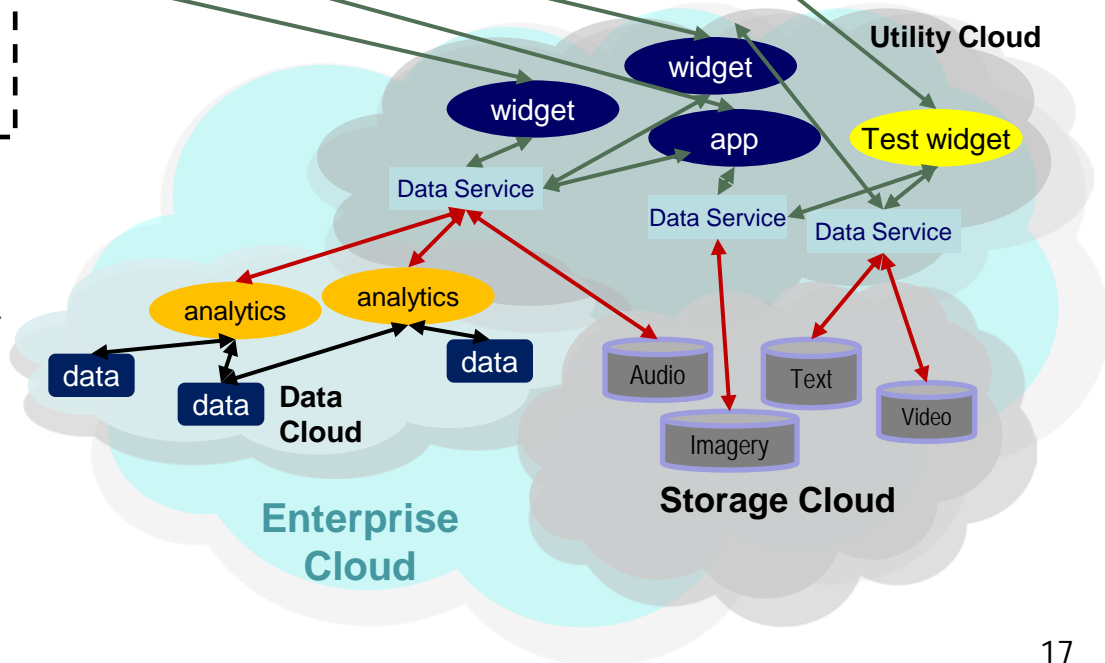 Utility Cloud
widget
widget
app
Test widget
Data Service
Data Service
Data Service
analytics
analytics
data
data
data
Data
Cloud
Audio
Text
Video
Imagery
Storage Cloud
Enterprise
Cloud
17